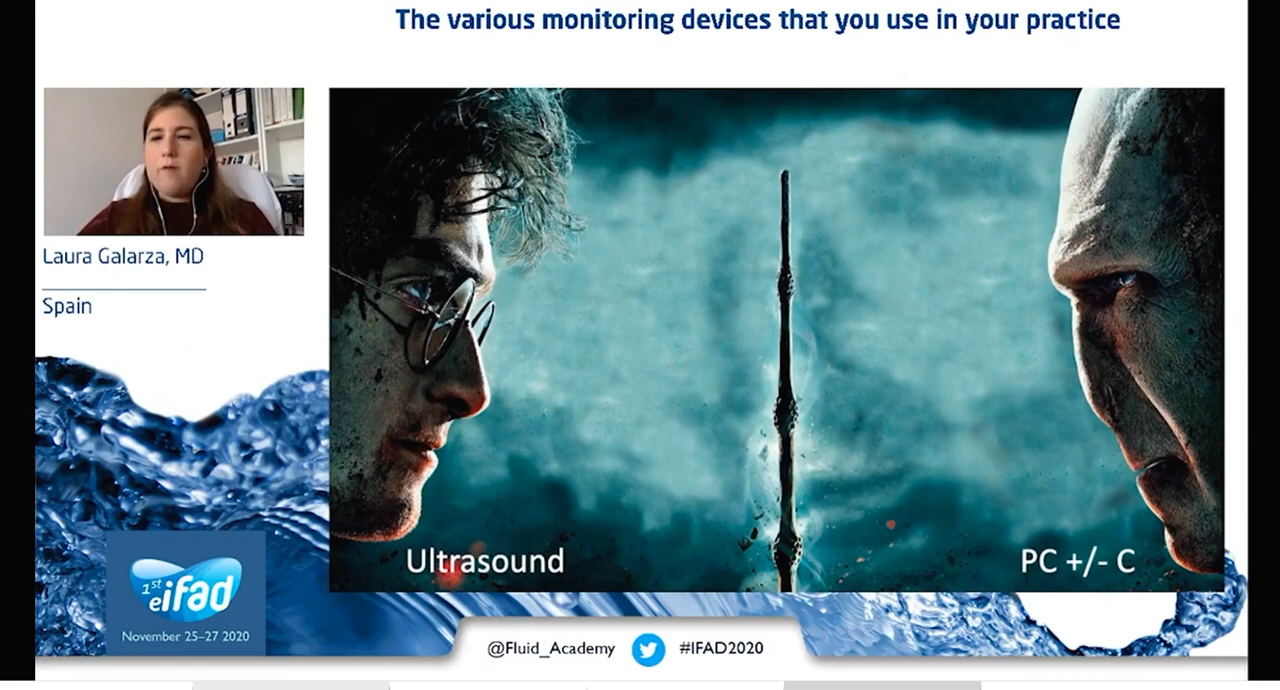 The various monitoring devices that you use in your practice
Laura Galarza, MD
Spain
Ultrasound
PC +/- C
1st
eifad
November 25–27 2020
@Fluid_Academy
#IFAD2020